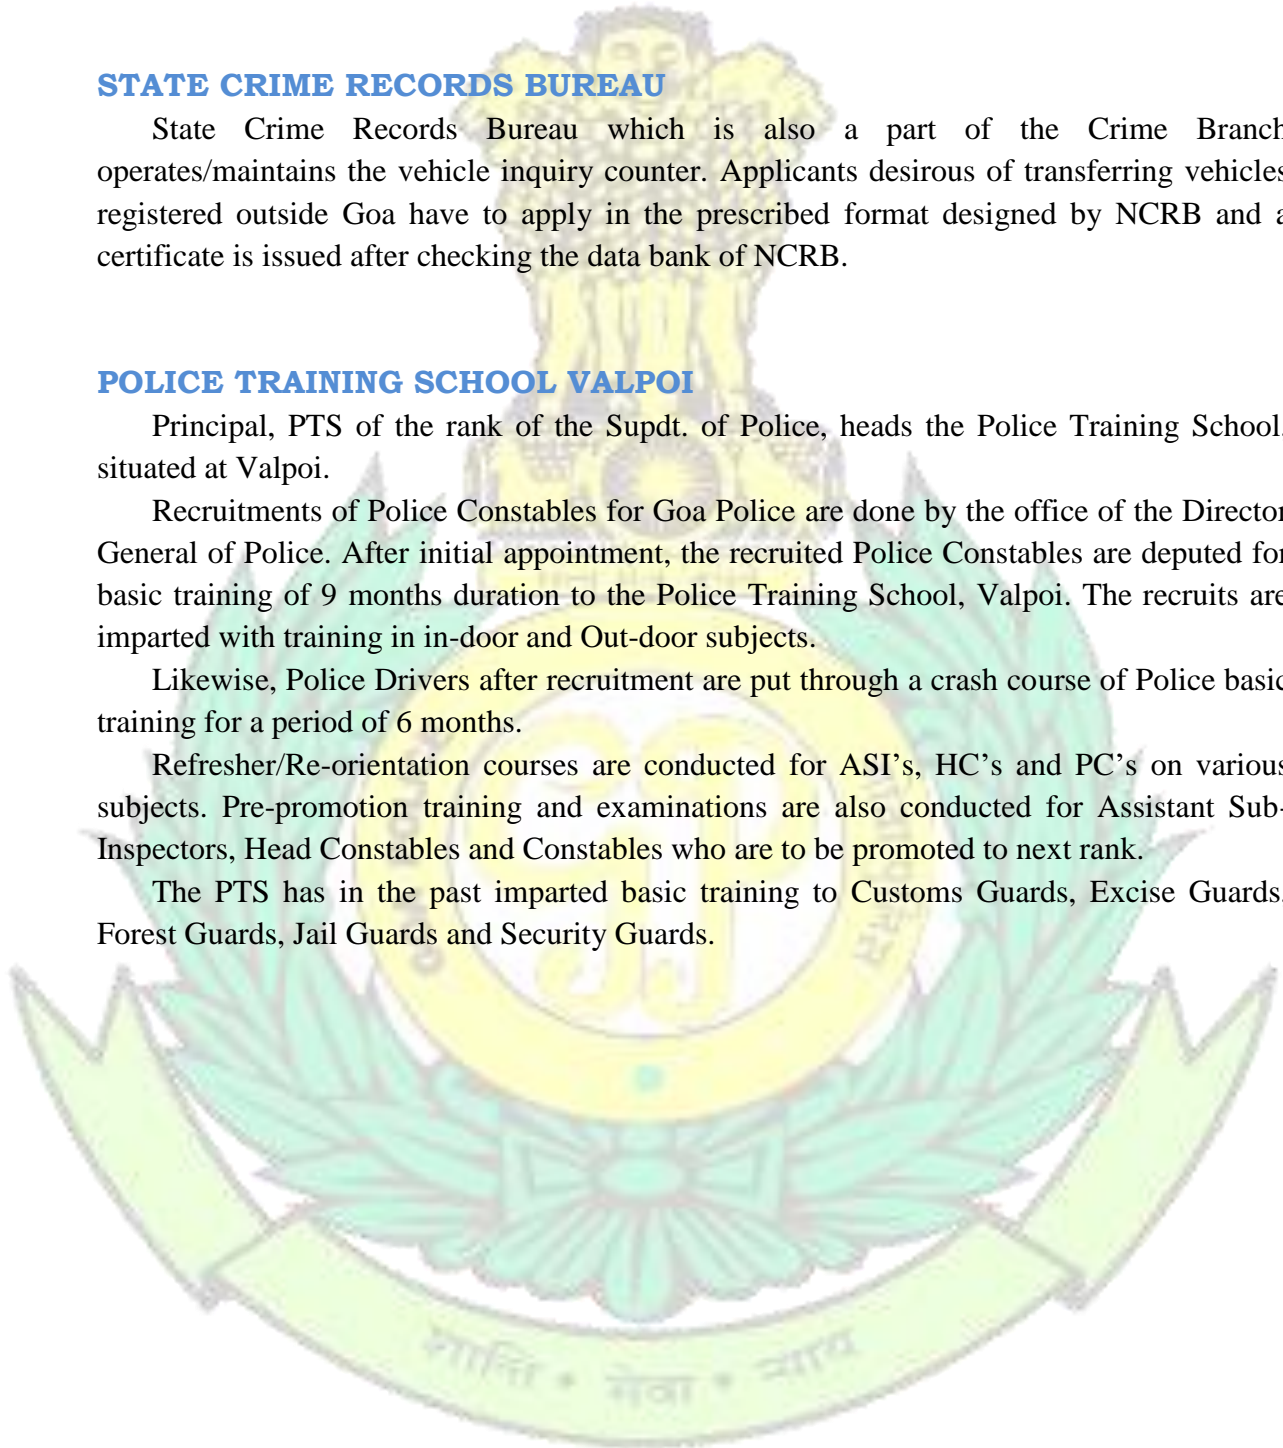 STATE CRIME RECORDS BUREAU
State Crime Records Bureau which is also a part of the Crime Branch
operates/maintains the vehicle inquiry counter. Applicants desirous of transferring vehicles
registered outside Goa have to apply in the prescribed format designed by NCRB and a
certificate is issued after checking the data bank of NCRB.
POLICE TRAINING SCHOOL VALPOI
Principal, PTS of the rank of the Supdt. of Police, heads the Police Training School,
situated at Valpoi.
Recruitments of Police Constables for Goa Police are done by the office of the Director
General of Police. After initial appointment, the recruited Police Constables are deputed for
basic training of 9 months duration to the Police Training School, Valpoi. The recruits are
imparted with training in in-door and Out-door subjects.
Likewise, Police Drivers after recruitment are put through a crash course of Police basic
training for a period of 6 months.
Refresher/Re-orientation courses are conducted for ASI’s, HC’s and PC’s on various
subjects. Pre-promotion training and examinations are also conducted for Assistant Sub-
Inspectors, Head Constables and Constables who are to be promoted to next rank.
The PTS has in the past imparted basic training to Customs Guards, Excise Guards,
Forest Guards, Jail Guards and Security Guards.
GP
शान्ति • सेवा • न्याय